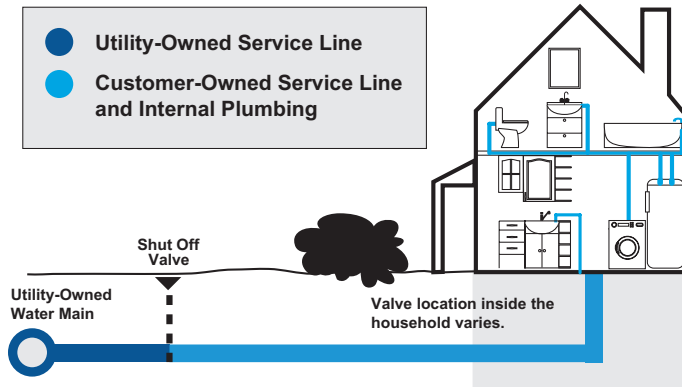 Utility-Owned Service Line
Customer-Owned Service Line
and Internal Plumbing
Shut Off
Valve
Utility-Owned
Water Main
Valve location inside the
household varies.